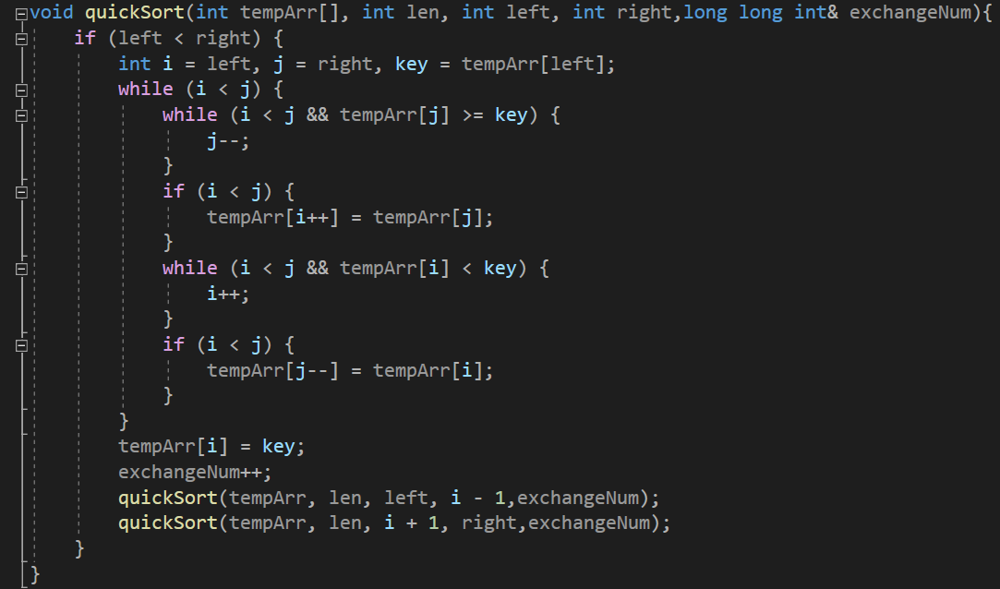 void quickSort(int tempArr[], int len, int left, int right,long long int& exchangeNum){
    if (left < right) {
        int i = left, j = right, key = tempArr[left];
        while (i < j) {
            while (i < j && tempArr[j] >= key) {
                j--;
            }
            if (i < j) {
                tempArr[i++] = tempArr[j];
            }
            while (i < j && tempArr[i] < key) {
                i++;
            }
            if (i < j) {
                tempArr[j--] = tempArr[i];
            }
        }
        tempArr[i] = key;
        exchangeNum++;
        quickSort(tempArr, len, left, i - 1,exchangeNum);
        quickSort(tempArr, len, i + 1, right,exchangeNum);
    }
}